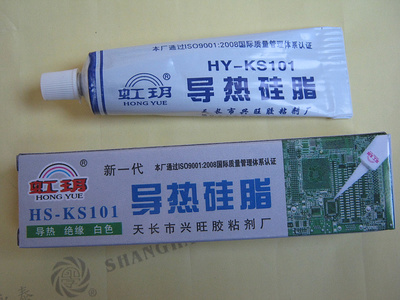 本厂通过ISO9001:2008国际质量管理体系认证
HY-KS101
虹玥
HONG YUE
导热硅脂
天长市兴旺胶粘剂厂
虹玥
HONG YUE
新一代
本厂通过ISO9001:2008国际质量管理体系认证
HS-KS101
导热硅脂
导热 绝缘 白色
天长市兴旺胶粘剂厂